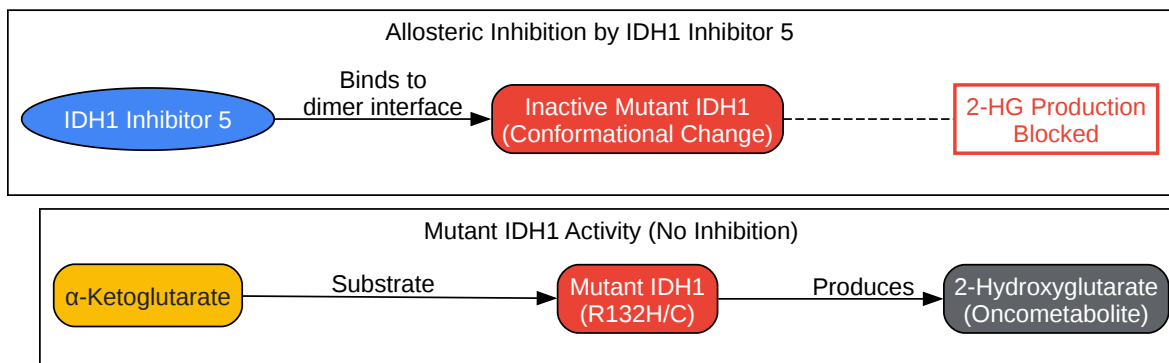 Allosteric Inhibition by IDH1 Inhibitor 5
IDH1 Inhibitor 5
Binds to
dimer interface
Inactive Mutant IDH1
(Conformational Change)
2-HG Production
Blocked
Mutant IDH1 Activity (No Inhibition)
α-Ketoglutarate
Substrate
Mutant IDH1
(R132H/C)
Produces
2-Hydroxyglutarate
(Oncometabolite)